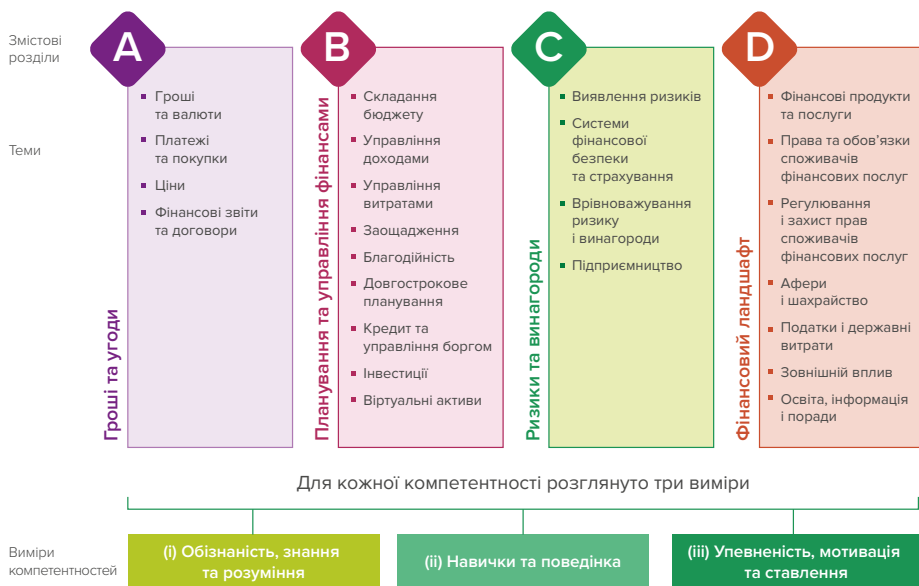 Змістові
розділи
Теми
A
Гроші та угоди
Гроші
та валюти
Платежі
та покупки
Ціни
Фінансові звіти
та договори
B
Планування та управління фінансами
Складання
бюджету
Управління
доходами
Управління
витратами
Заощадження
Благодійність
Довгострокове
планування
Кредит та
управління боргом
Інвестиції
Віртуальні активи
C
Ризики та винагороди
Виявлення ризиків
Системи
фінансової
безпеки
та страхування
Врівноважування
ризику
і винагороди
Підприємництво
D
Фінансовий ландшафт
Фінансові продукти
та послуги
Права та обов’язки
споживачів
фінансових послуг
Регулювання
і захист прав
споживачів
фінансових послуг
Афери
і шахрайство
Податки і державні
витрати
Зовнішній вплив
Освіта, інформація
і поради
Для кожної компетентності розглянуто три виміри
Виміри
компетентностей
(i) Обізнаність, знання
та розуміння
(ii) Навички та поведінка
(iii) Упевненість, мотивація
та ставлення